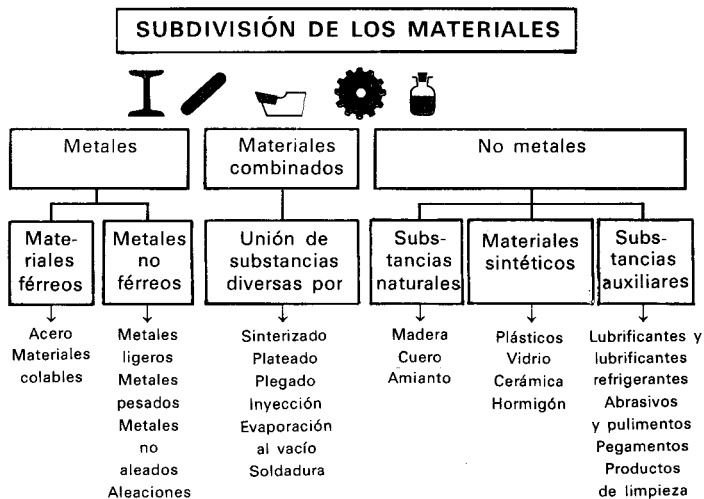 SUBDIVISIÓN DE LOS MATERIALES
Metales
Materiales
combinados
No metales
Mate-
riales
férreos
Metales
no
férreos
Unión de
substancias
diversas por
Subs-
tancias
naturales
Materiales
sintéticos
Subs-
tancias
auxiliares
Acero
Materiales
colables
Metales
ligeros
Metales
pesados
Metales
no
aleados
Aleaciones
Sinterizado
Plateado
Plegado
Inyección
Evaporación
al vacío
Soldadura
Madera
Cuero
Amianto
Plásticos
Vidrio
Cerámica
Hormigón
Lubrificantes y
lubrificantes
refrigerantes
Abrasivos
y pulimentos
Pegamentos
Productos
de limpieza